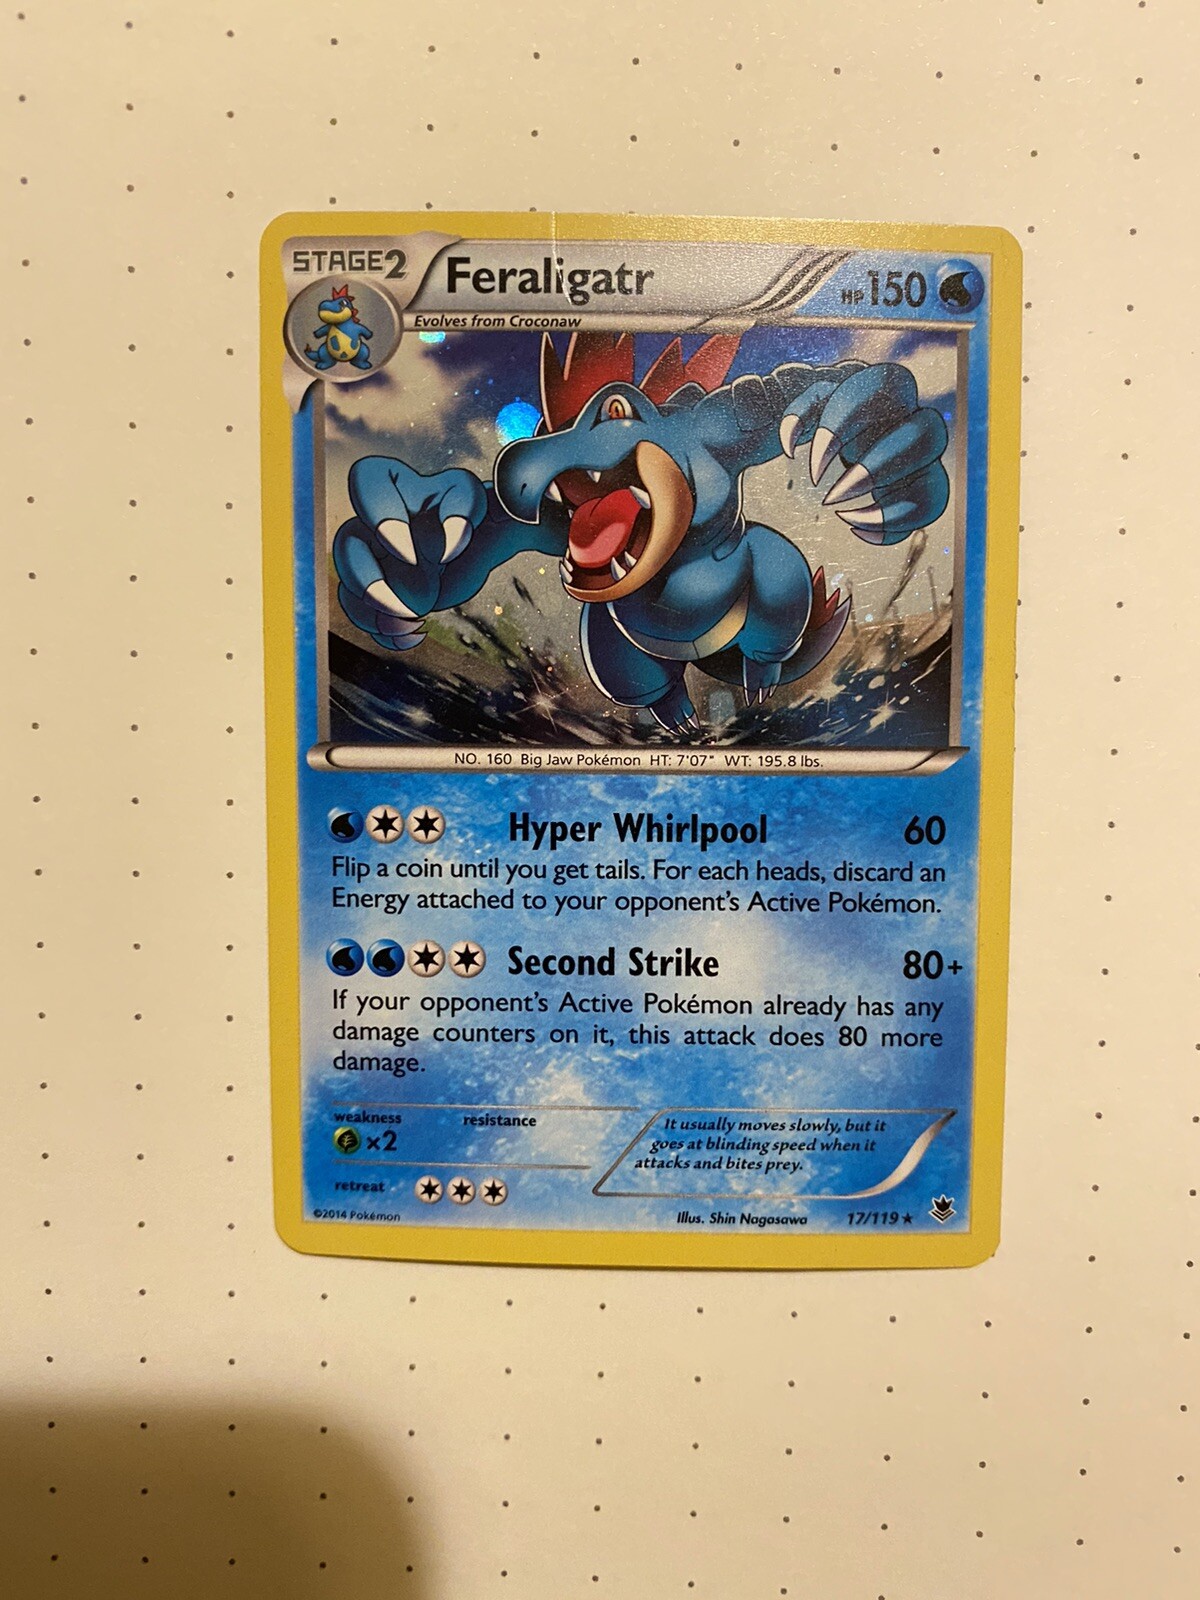 STAGE2
Feraligatr
HP 150
Evolves from Croconaw
NO. 160 Big Jaw Pokémon HT: 7'07" WT: 195.8 lbs.
Hyper Whirlpool 60
Flip a coin until you get tails. For each heads, discard an
Energy attached to your opponent's Active Pokémon.
Second Strike 80+
If your opponent's Active Pokémon already has any
damage counters on it, this attack does 80 more
damage.
weakness resistance
x2
retreat
It usually moves slowly, but it
goes at blinding speed when it
attacks and bites prey.
©2014 Pokémon
Illus. Shin Nagasawa 17/119 ★